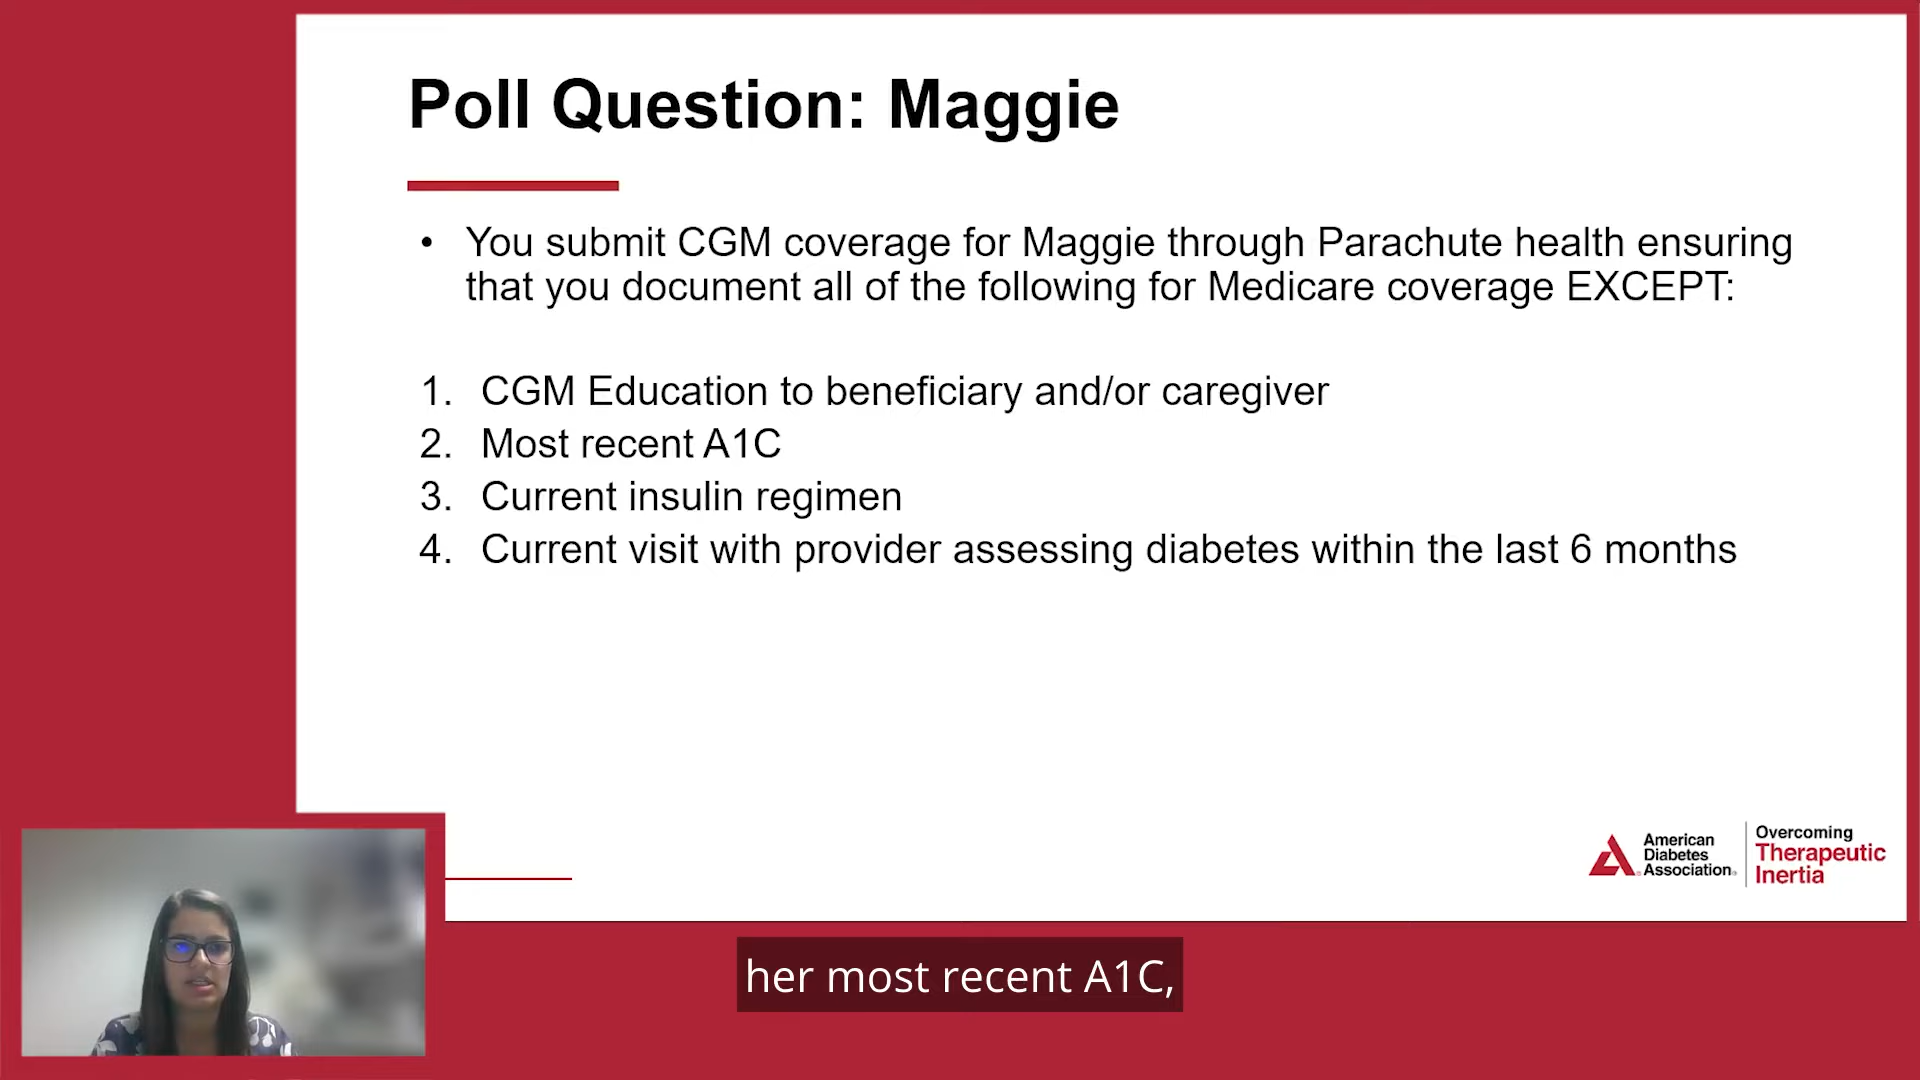 Poll Question: Maggie
• You submit CGM coverage for Maggie through Parachute health ensuring
that you document all of the following for Medicare coverage EXCEPT:
1. CGM Education to beneficiary and/or caregiver
2. Most recent A1C
3. Current insulin regimen
4. Current visit with provider assessing diabetes within the last 6 months
American
Diabetes
Association®
Overcoming
Therapeutic
Inertia
her most recent A1C,